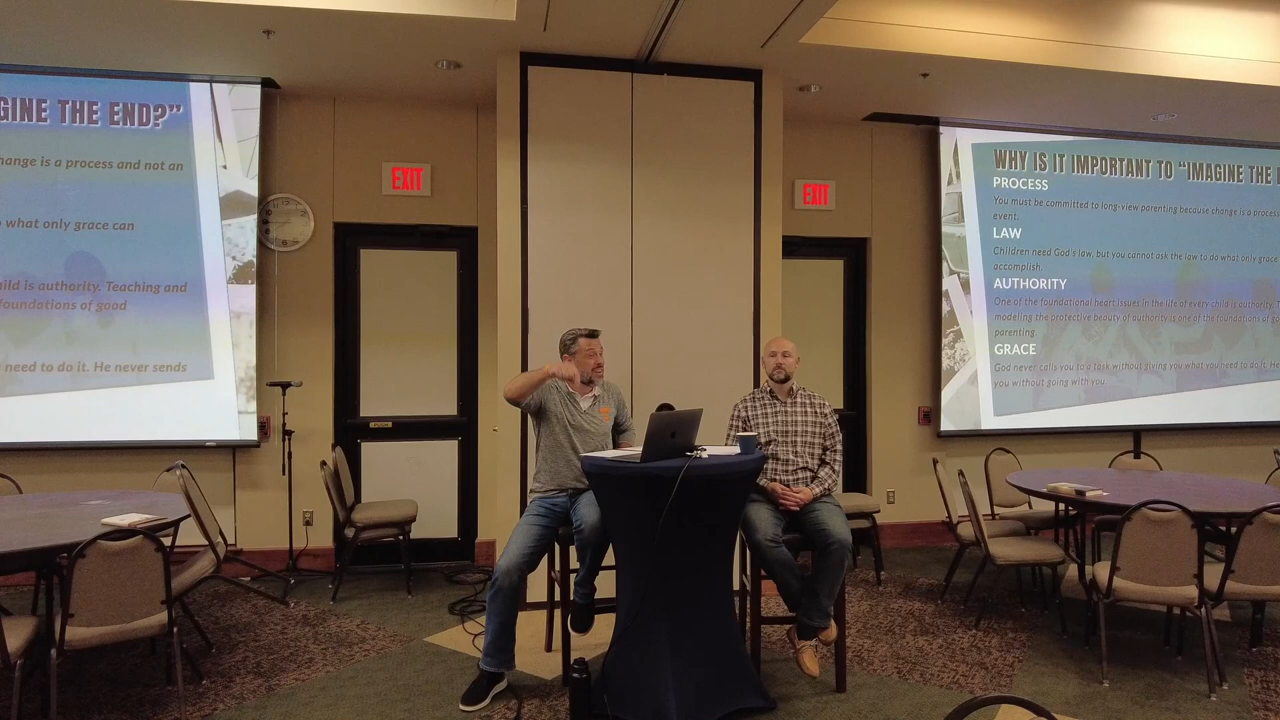 GINE THE END?"
hange is a process and not an
o what only grace can
ild is authority. Teaching and
foundations of good
need to do it. He never sends
EXIT
EXIT
PUSH
WHY IS IT IMPORTANT TO "IMAGINE THE
PROCESS
You must be committed to long-view parenting because change is a process
event.
LAW
Children need God's law, but you cannot ask the law to do what only grace
accomplish.
AUTHORITY
One of the foundational heart issues in the life of every child is authority.
modeling the protective beauty of authority is one of the foundations of go
parenting.
GRACE
God never calls you to a task without giving you what you need to do it. He
you without going with you.